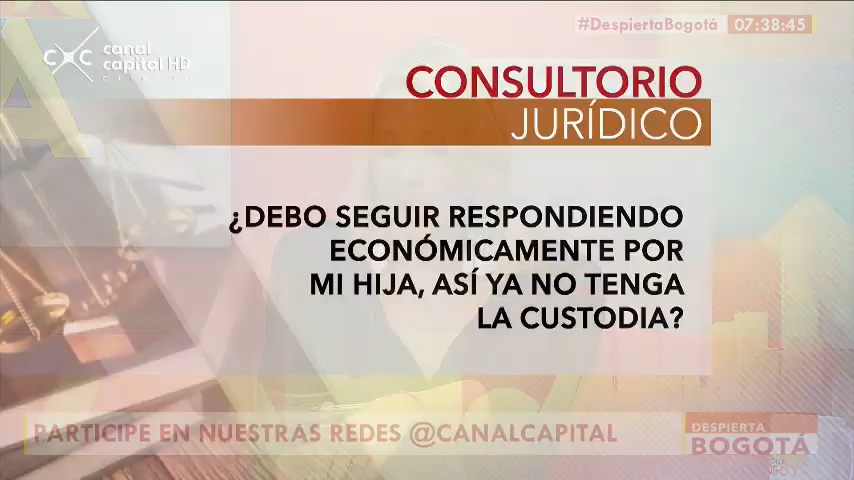 #DespiertaBogotá
07:38:45
canal
capital HD
CONSULTORIO
JURÍDICO
¿DEBO SEGUIR RESPONDIENDO
ECONÓMICAMENTE POR
MI HIJA, ASÍ YA NO TENGA
LA CUSTODIA?
PARTICIPE EN NUESTRAS REDES @CANALCAPITAL
DESPIERTA
BOGOTÁ